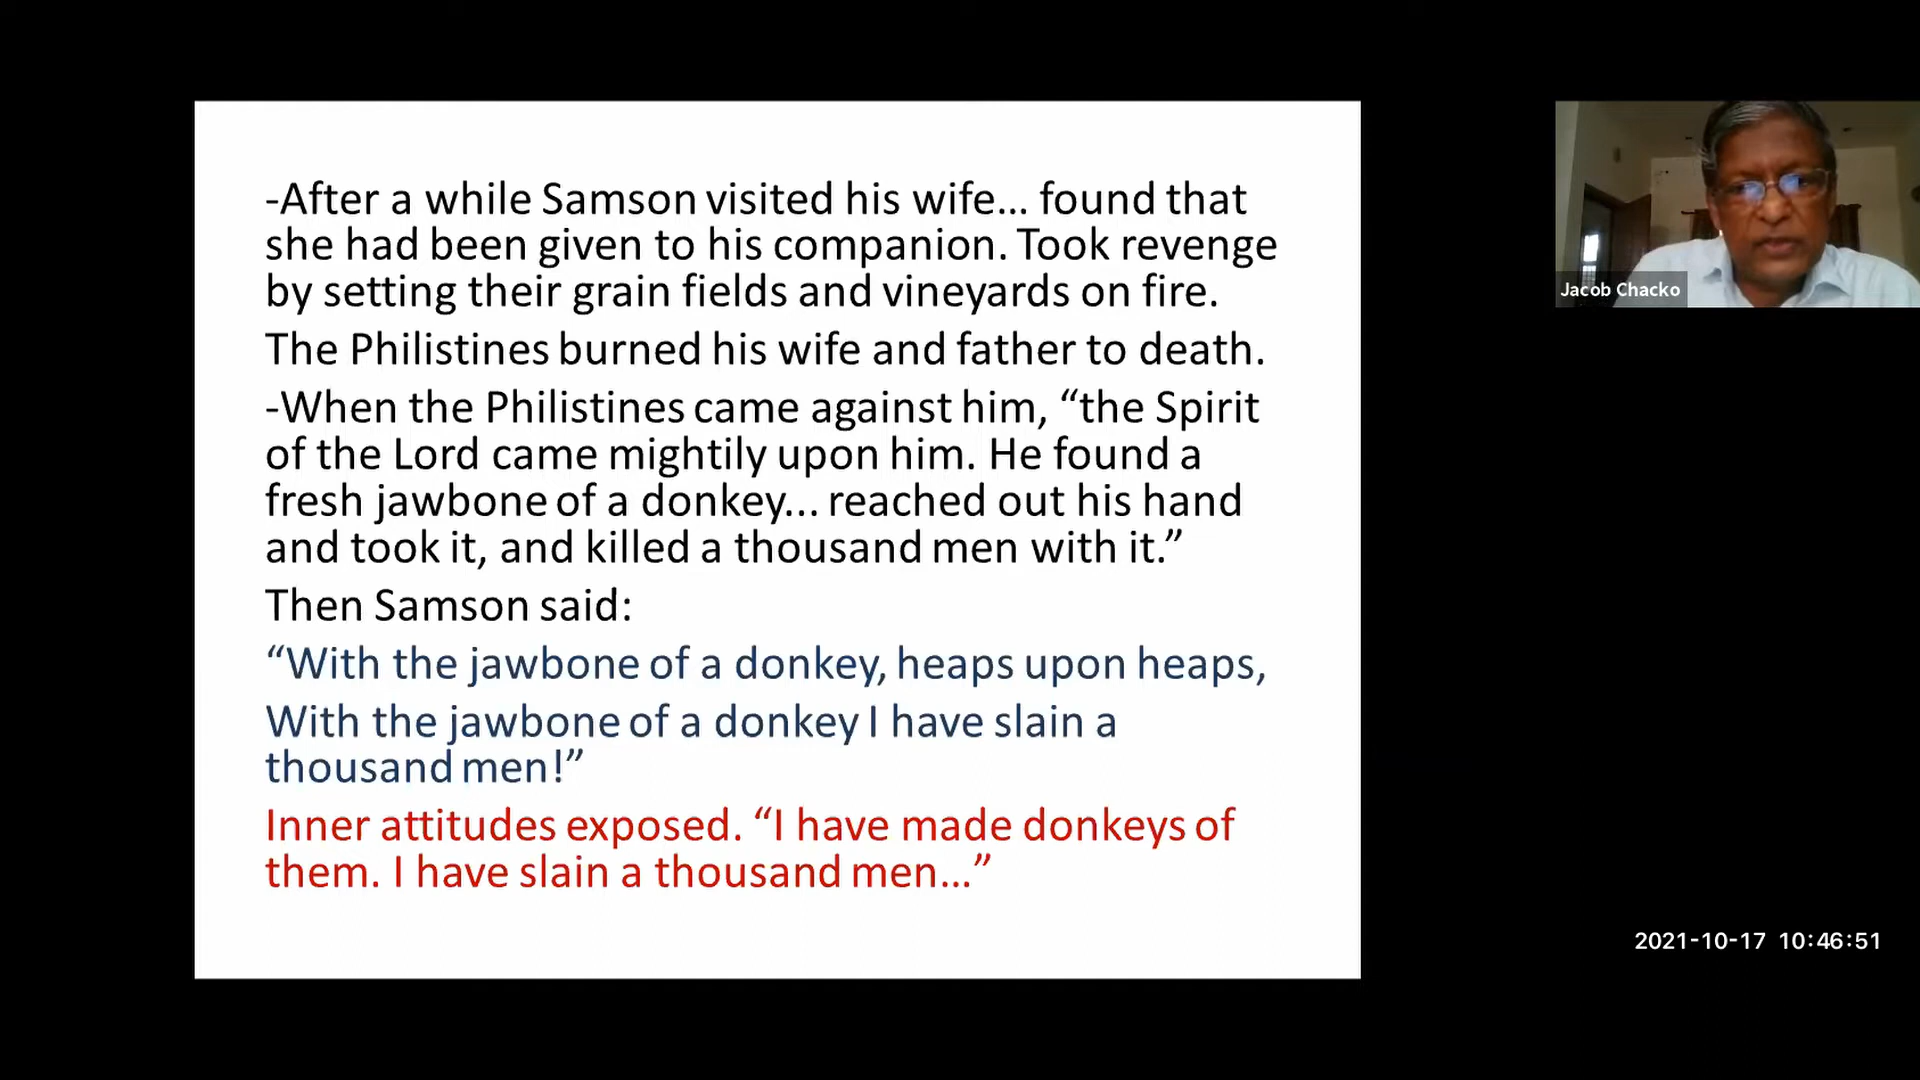 -After a while Samson visited his wife... found that
she had been given to his companion. Took revenge
by setting their grain fields and vineyards on fire.
The Philistines burned his wife and father to death.
-When the Philistines came against him, “the Spirit
of the Lord came mightily upon him. He found a
fresh jawbone of a donkey... reached out his hand
and took it, and killed a thousand men with it.”
Then Samson said:
“With the jawbone of a donkey, heaps upon heaps,
With the jawbone of a donkey I have slain a
thousand men!”
Inner attitudes exposed. “I have made donkeys of
them. I have slain a thousand men...”
Jacob Chacko
2021-10-17 10:46:51